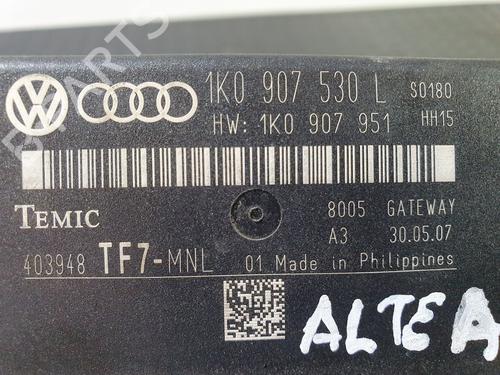 1K0 907 530 L S0180
HW: 1K0 907 951 HH15
TEMIC
8005 GATEWAY
A3 30.05.07
403948 TF7-MNL 01 Made in Philippines
ALTEA